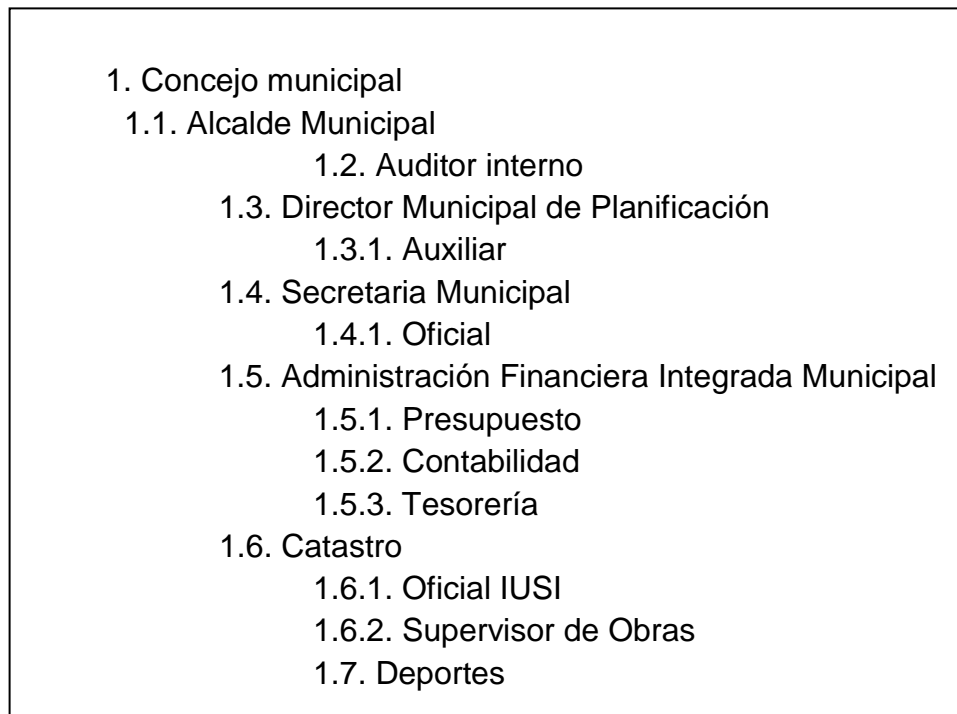 1. Concejo municipal
1.1. Alcalde Municipal
1.2. Auditor interno
1.3. Director Municipal de Planificación
1.3.1. Auxiliar
1.4. Secretaria Municipal
1.4.1. Oficial
1.5. Administración Financiera Integrada Municipal
1.5.1. Presupuesto
1.5.2. Contabilidad
1.5.3. Tesorería
1.6. Catastro
1.6.1. Oficial IUSI
1.6.2. Supervisor de Obras
1.7. Deportes